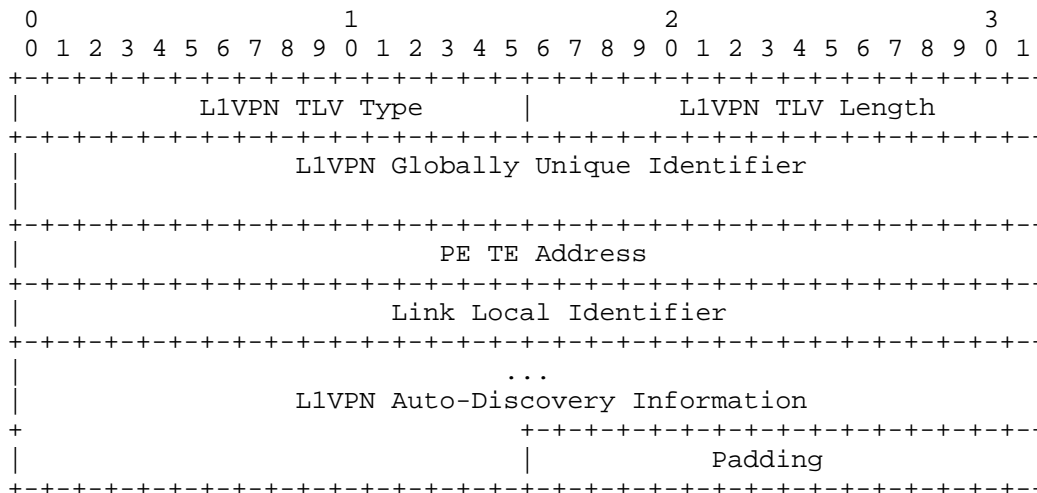 0                   1                   2                   3
 0 1 2 3 4 5 6 7 8 9 0 1 2 3 4 5 6 7 8 9 0 1 2 3 4 5 6 7 8 9 0 1
+-+-+-+-+-+-+-+-+-+-+-+-+-+-+-+-+-+-+-+-+-+-+-+-+-+-+-+-+-+-+-+-
|           L1VPN TLV Type      |         L1VPN TLV Length
+-+-+-+-+-+-+-+-+-+-+-+-+-+-+-+-+-+-+-+-+-+-+-+-+-+-+-+-+-+-+-+-
|                 L1VPN Globally Unique Identifier
|
+-+-+-+-+-+-+-+-+-+-+-+-+-+-+-+-+-+-+-+-+-+-+-+-+-+-+-+-+-+-+-+-
|                          PE TE Address
+-+-+-+-+-+-+-+-+-+-+-+-+-+-+-+-+-+-+-+-+-+-+-+-+-+-+-+-+-+-+-+-
|                       Link Local Identifier
+-+-+-+-+-+-+-+-+-+-+-+-+-+-+-+-+-+-+-+-+-+-+-+-+-+-+-+-+-+-+-+-
|                              ...
|                 L1VPN Auto-Discovery Information
+                               +-+-+-+-+-+-+-+-+-+-+-+-+-+-+-+-
|                               |           Padding
+-+-+-+-+-+-+-+-+-+-+-+-+-+-+-+-+-+-+-+-+-+-+-+-+-+-+-+-+-+-+-+-